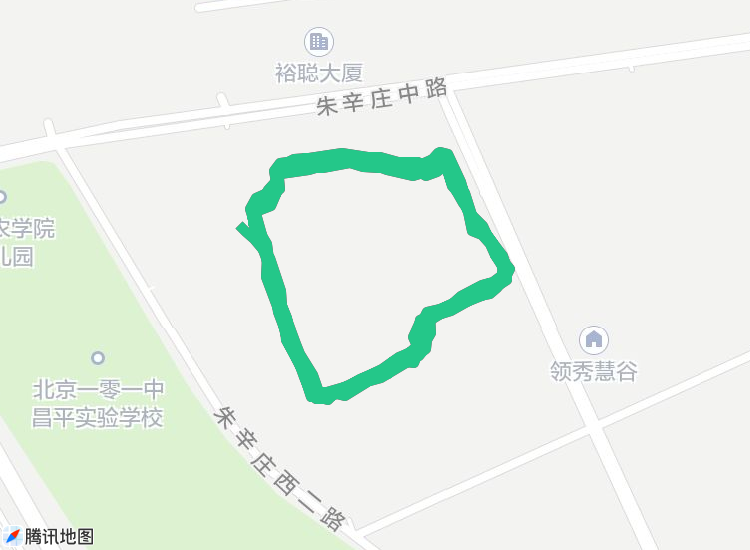 裕聪大厦
朱辛庄中路
农学院
儿园
领秀慧谷
北京一零一中
昌平实验学校
朱辛庄西二路
腾讯地图